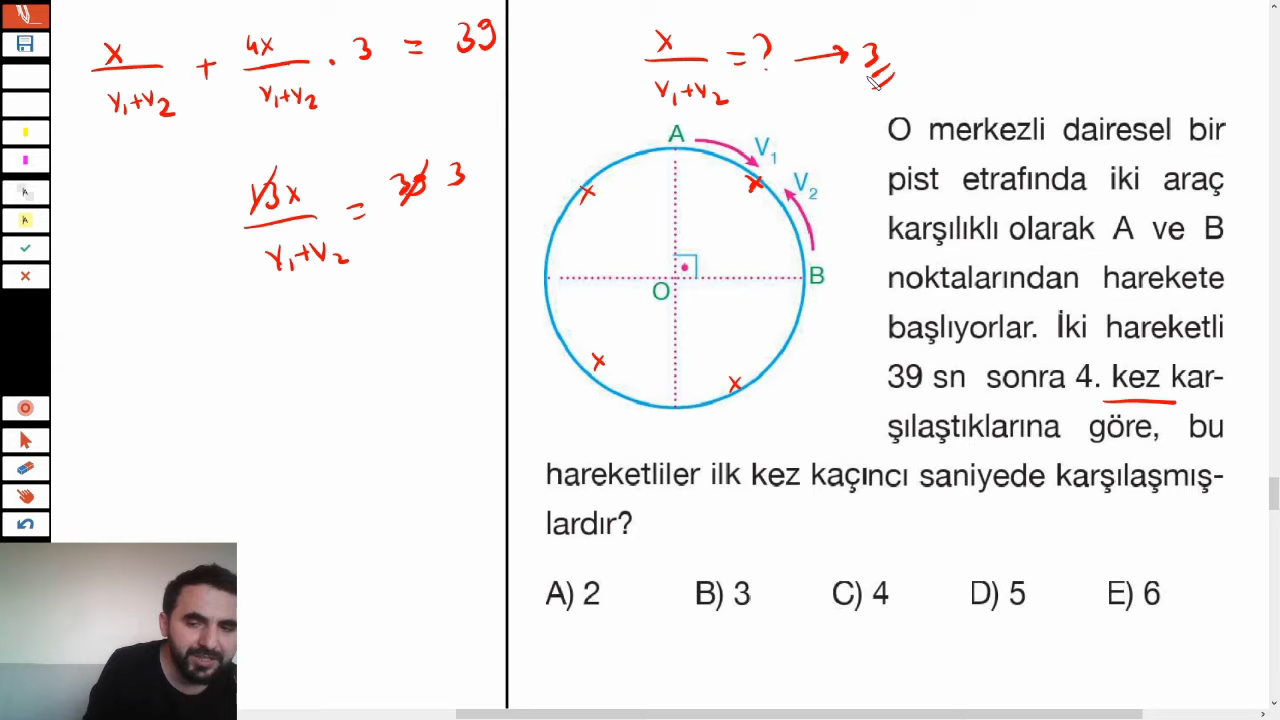 x/(v₁+v₂) + 4x/(v₁+v₂) · 3 = 39
13x/(v₁+v₂) = 39 3
x/(v₁+v₂) = ? → 3
A
V₁
V₂
x
x
O
B
x
x
O merkezli dairesel bir
pist etrafında iki araç
karşılıklı olarak A ve B
noktalarından harekete
başlıyorlar. İki hareketli
39 sn sonra 4. kez kar-
şılaştıklarına göre, bu
hareketliler ilk kez kaçıncı saniyede karşılaşmış-
lardır?
A) 2 B) 3 C) 4 D) 5 E) 6